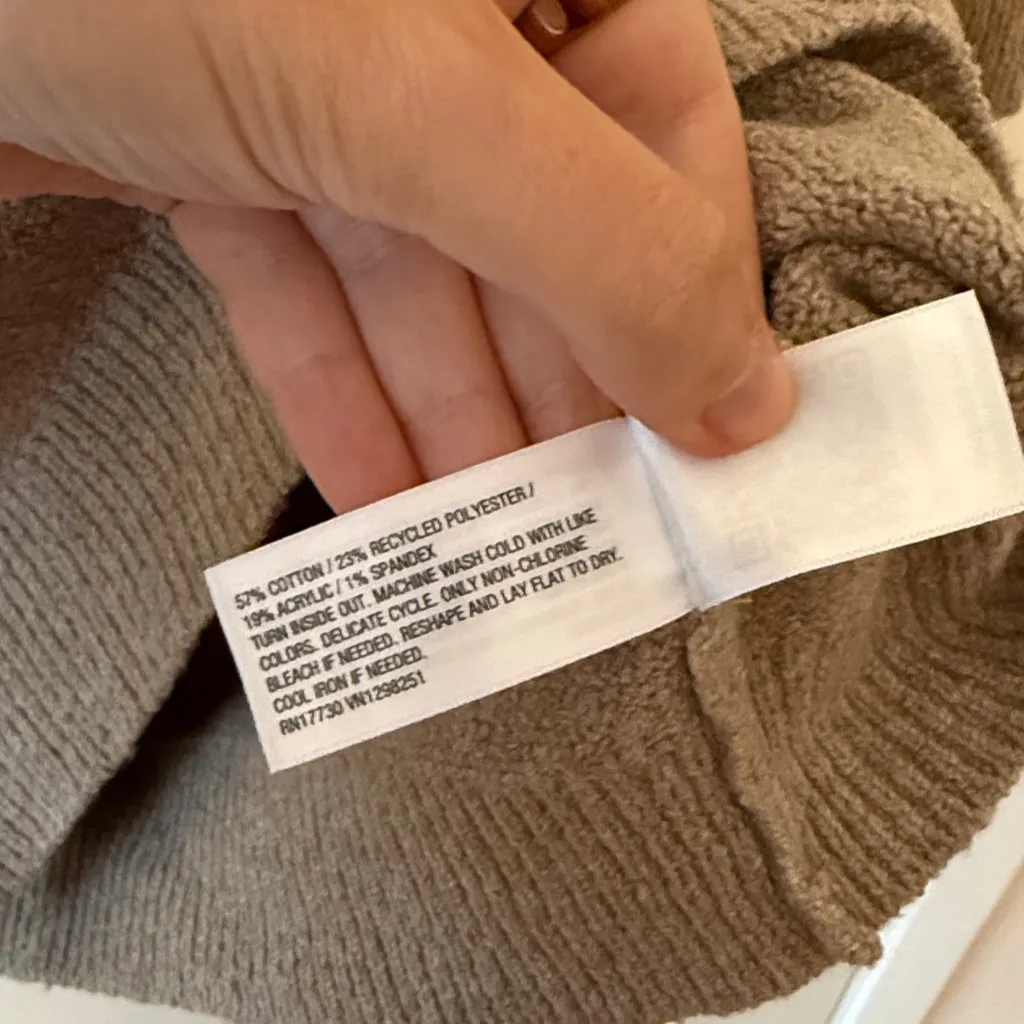 57% COTTON / 23% RECYCLED POLYESTER /
19% ACRYLIC / 1% SPANDEX
TURN INSIDE OUT. MACHINE WASH COLD WITH LIKE
COLORS. DELICATE CYCLE. ONLY NON-CHLORINE
BLEACH IF NEEDED. RESHAPE AND LAY FLAT TO DRY.
COOL IRON IF NEEDED.
RN17730 VN1298251